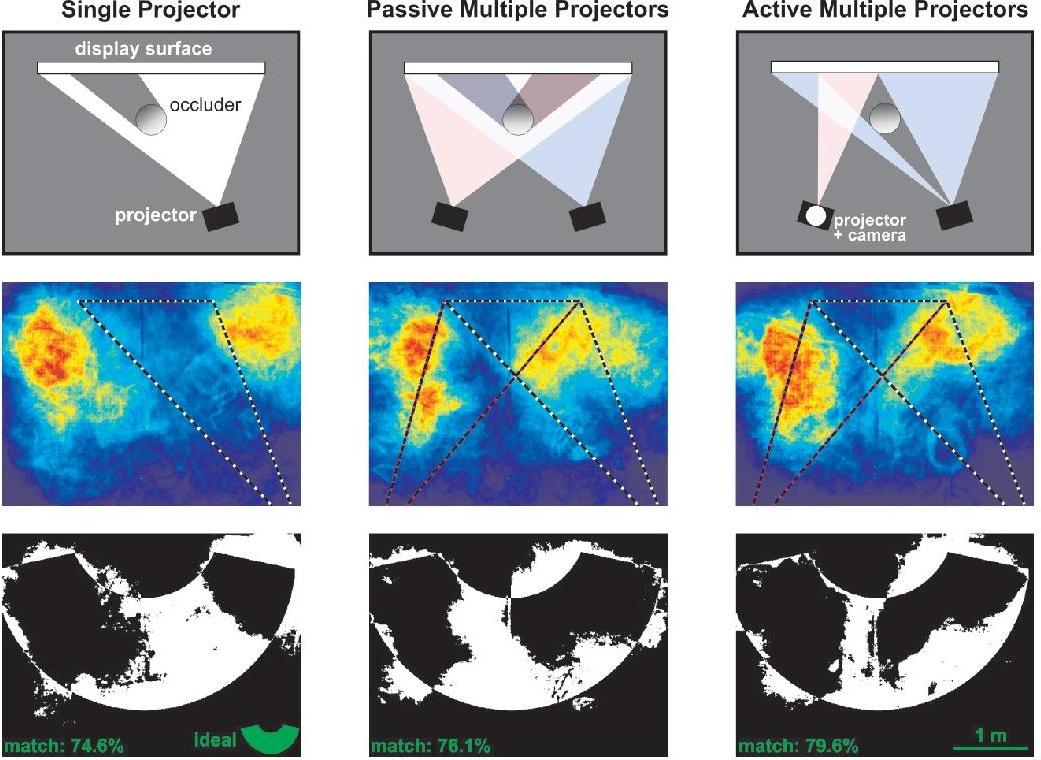 Single Projector
Passive Multiple Projectors
Active Multiple Projectors
display surface
occluder
projector
projector
+ camera
match: 74.6%
ideal
match: 76.1%
match: 79.6%
1 m